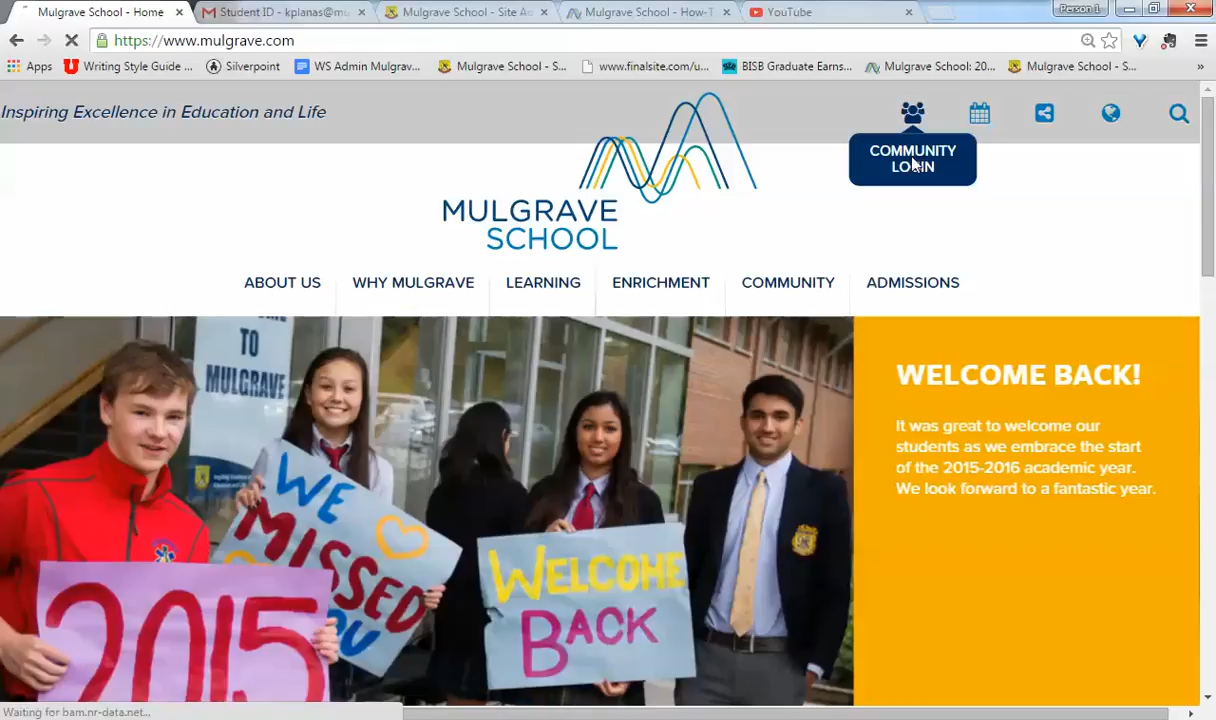 Mulgrave School - Home
Student ID - kplanas@mu
Mulgrave School - Site Ad
Mulgrave School - How-T
YouTube
Person 1
https://www.mulgrave.com
Apps
Writing Style Guide ...
Silverpoint
WS Admin Mulgrav...
Mulgrave School - S...
www.finalsite.com/u...
BISB Graduate Earns...
Mulgrave School: 20...
Mulgrave School - S...
»
Inspiring Excellence in Education and Life
COMMUNITY
LOGIN
MULGRAVE
SCHOOL
ABOUT US
WHY MULGRAVE
LEARNING
ENRICHMENT
COMMUNITY
ADMISSIONS
TO
MULGRAVE
WE
MISSED
YOU
WELCOME
BACK
2015
WELCOME BACK!
It was great to welcome our
students as we embrace the start
of the 2015-2016 academic year.
We look forward to a fantastic year.
Waiting for bam.nr-data.net...